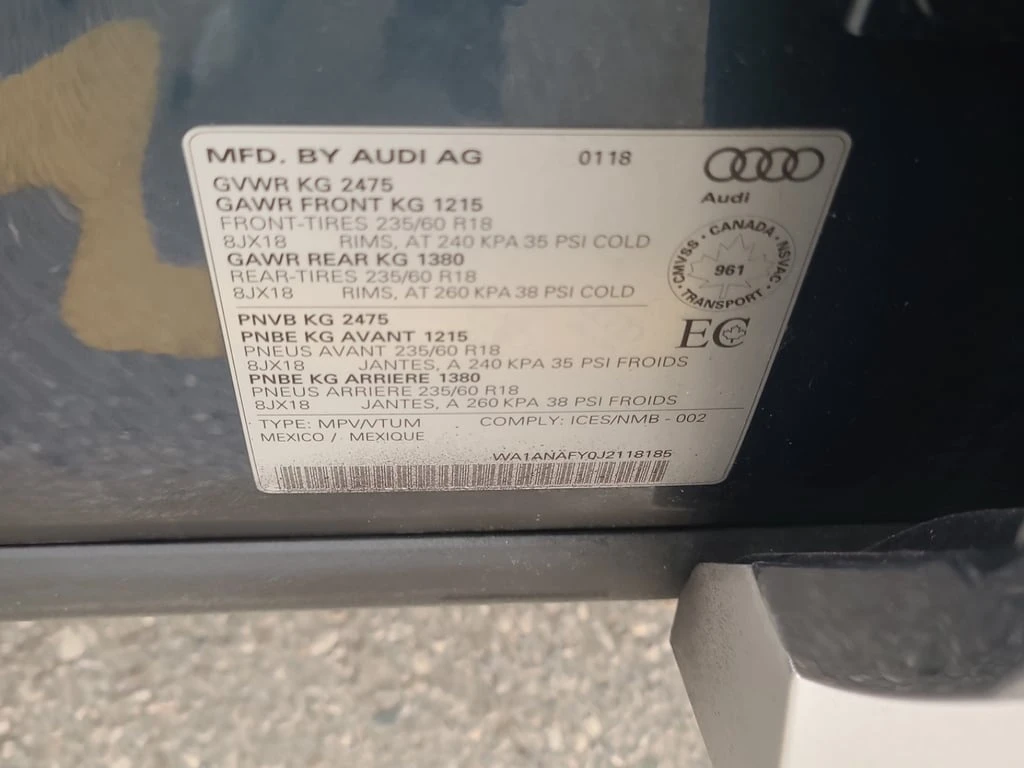 MFD. BY AUDI AG 0118
Audi
GVWR KG 2475
GAWR FRONT KG 1215
FRONT-TIRES 235/60 R18
8JX18 RIMS, AT 240 KPA 35 PSI COLD
GAWR REAR KG 1380
REAR-TIRES 235/60 R18
8JX18 RIMS, AT 260 KPA 38 PSI COLD
CMVSS • CANADA • NSVAC • TRANSPORT •
961
EC
PNVB KG 2475
PNBE KG AVANT 1215
PNEUS AVANT 235/60 R18
8JX18 JANTES, A 240 KPA 35 PSI FROIDS
PNBE KG ARRIERE 1380
PNEUS ARRIERE 235/60 R18
8JX18 JANTES, A 260 KPA 38 PSI FROIDS
TYPE: MPV/VTUM COMPLY: ICES/NMB - 002
MEXICO / MEXIQUE
WA1ANAFY0J2118185